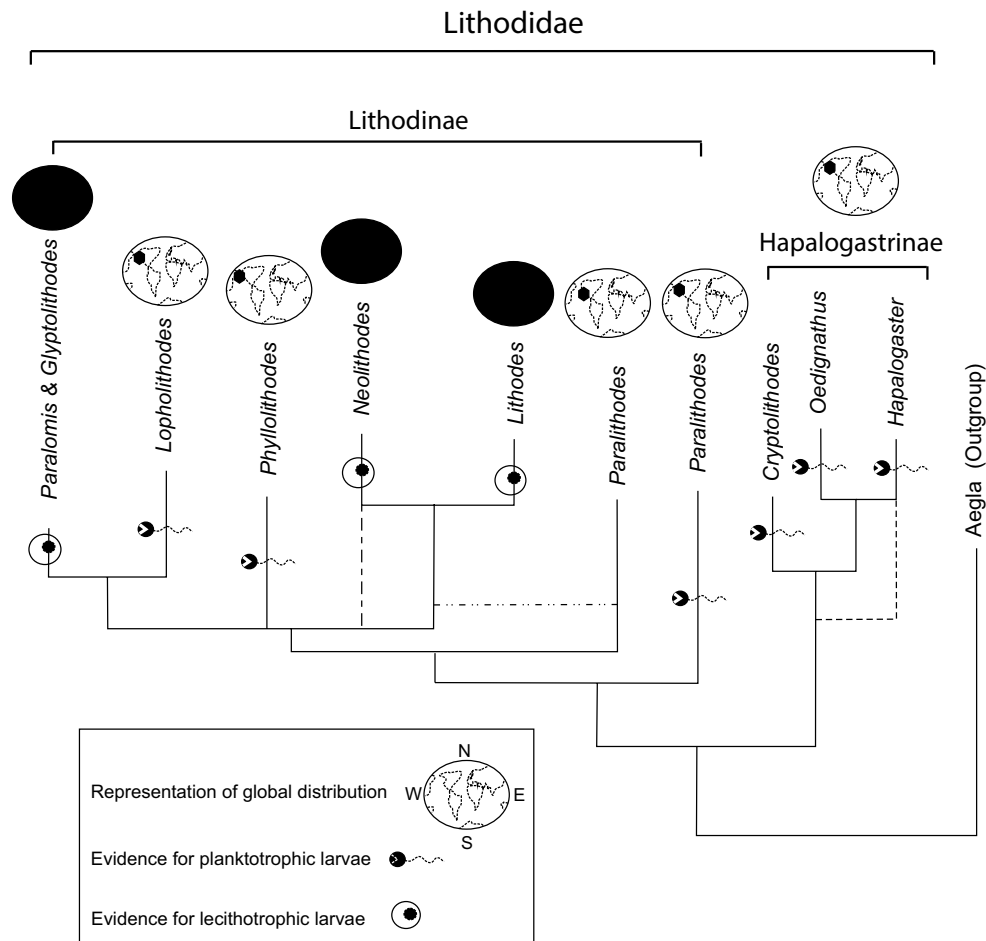 Lithodidae
Lithodinae
Hapalogastrinae
Paralomis & Glyptolithodes
Lopholithodes
Phyllolithodes
Neolithodes
Lithodes
Paralithodes
Paralithodes
Cryptolithodes
Oedignathus
Hapalogaster
Aegla (Outgroup)
N
Representation of global distribution W E
S
Evidence for planktotrophic larvae
Evidence for lecithotrophic larvae